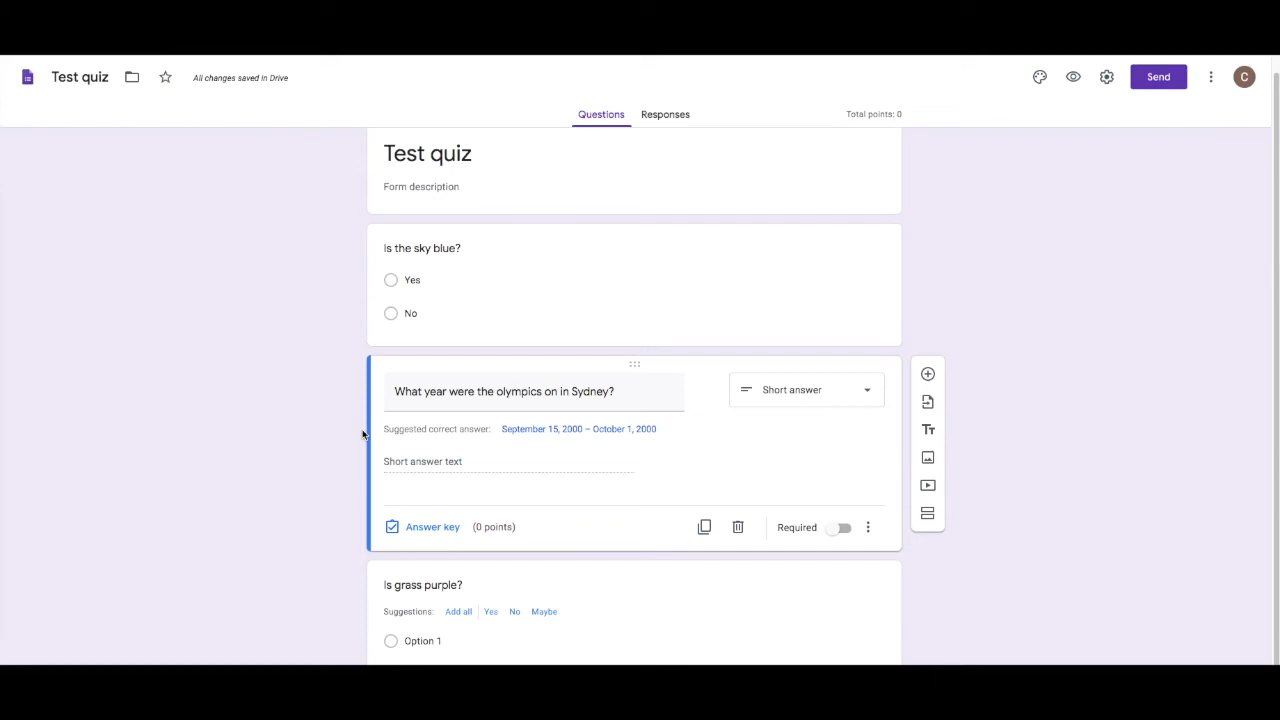 Test quiz
All changes saved in Drive
Send
C
Questions
Responses
Total points: 0
Test quiz
Form description
Is the sky blue?
Yes
No
What year were the olympics on in Sydney?
Short answer
Suggested correct answer: September 15, 2000 – October 1, 2000
Short answer text
Tт
Answer key (0 points)
Required
Is grass purple?
Suggestions: Add all Yes No Maybe
Option 1